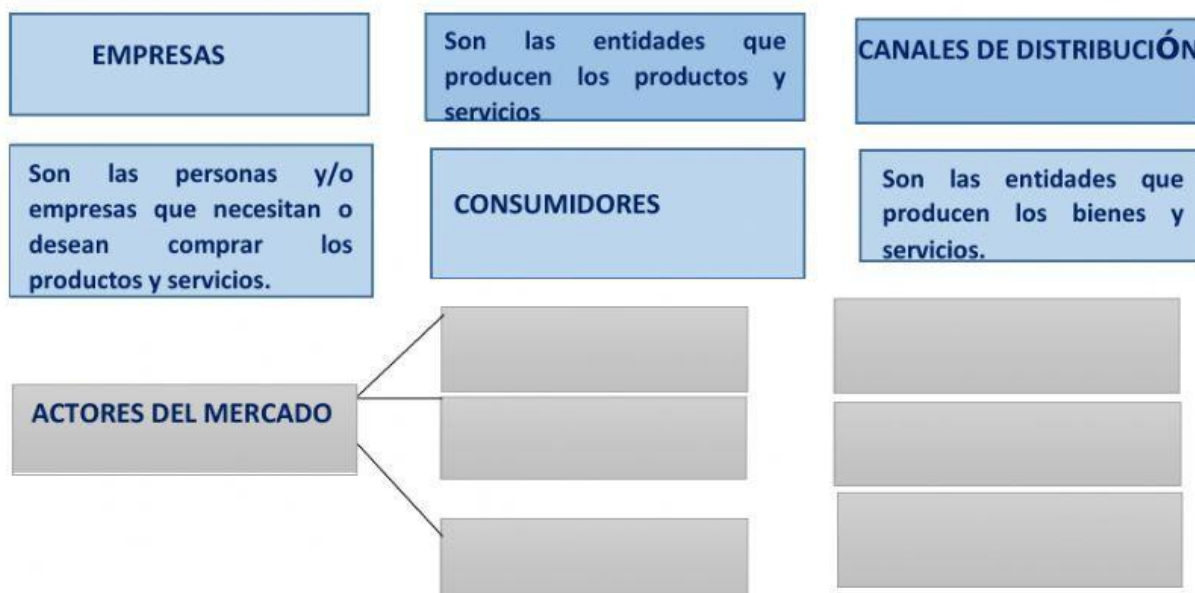 EMPRESAS
Son las entidades que
producen los productos y
servicios
CANALES DE DISTRIBUCIÓN
Son las personas y/o
empresas que necesitan o
desean comprar los
productos y servicios.
CONSUMIDORES
Son las entidades que
producen los bienes y
servicios.
ACTORES DEL MERCADO